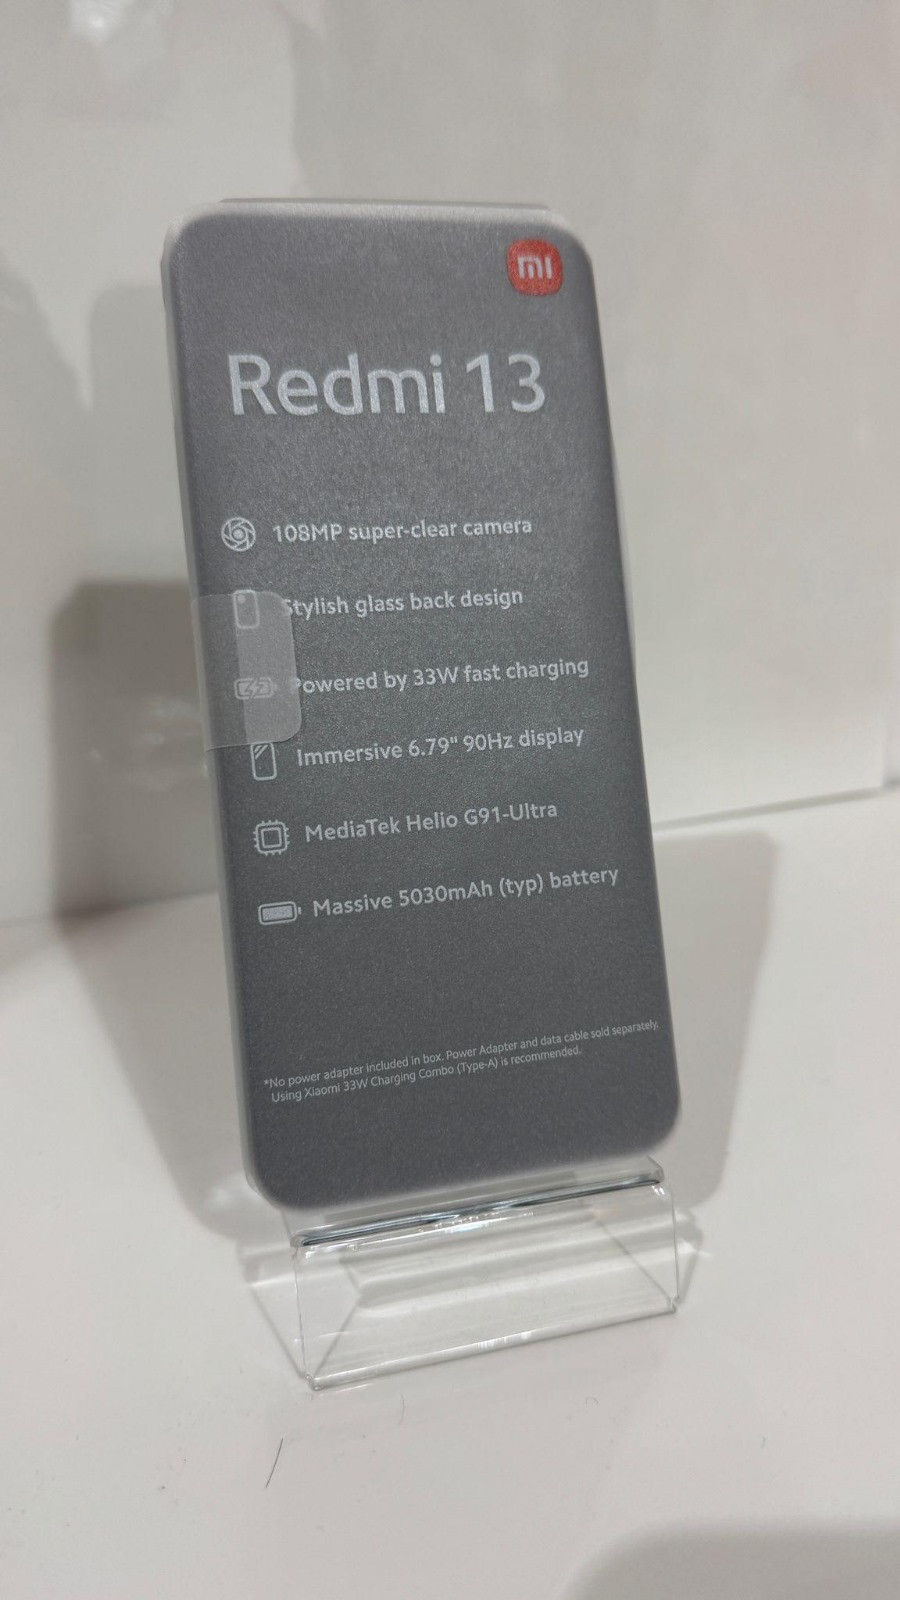 mi
Redmi 13
108MP super-clear camera
Stylish glass back design
Powered by 33W fast charging
Immersive 6.79" 90Hz display
MediaTek Helio G91-Ultra
Massive 5030mAh (typ) battery
*No power adapter included in box. Power Adapter and data cable sold separately.
Using Xiaomi 33W Charging Combo (Type-A) is recommended.